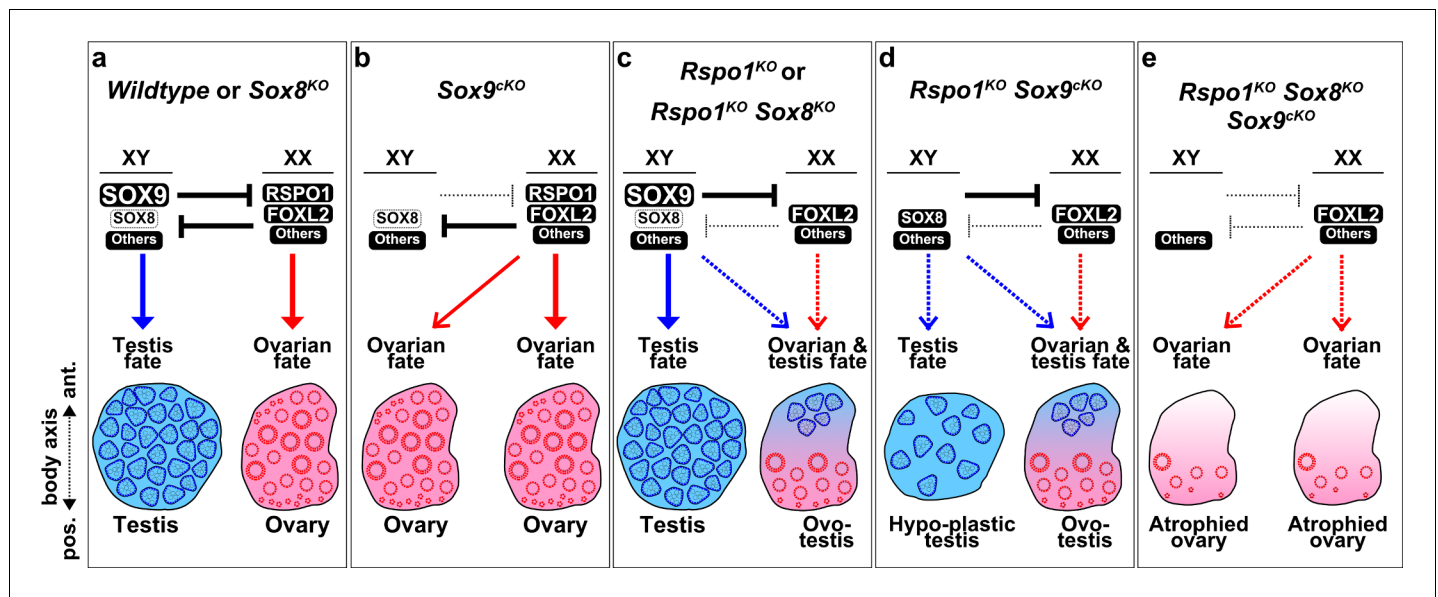 a
Wildtype or Sox8KO
XY
XX
SOX9
SOX8
Others
RSPO1
FOXL2
Others
Testis
fate
Ovarian
fate
Testis
Ovary
b
Sox9cKO
XY
XX
SOX8
Others
RSPO1
FOXL2
Others
Ovarian
fate
Ovarian
fate
Ovary
Ovary
c
Rspo1KO or
Rspo1KO Sox8KO
XY
XX
SOX9
SOX8
Others
FOXL2
Others
Testis
fate
Ovarian &
testis fate
Testis
Ovo-
testis
d
Rspo1KO Sox9cKO
XY
XX
SOX8
Others
FOXL2
Others
Testis
fate
Ovarian &
testis fate
Hypo-plastic
testis
Ovo-
testis
e
Rspo1KO Sox8KO
Sox9cKO
XY
XX
Others
FOXL2
Others
Ovarian
fate
Ovarian
fate
Atrophied
ovary
Atrophied
ovary
body axis
pos.
ant.